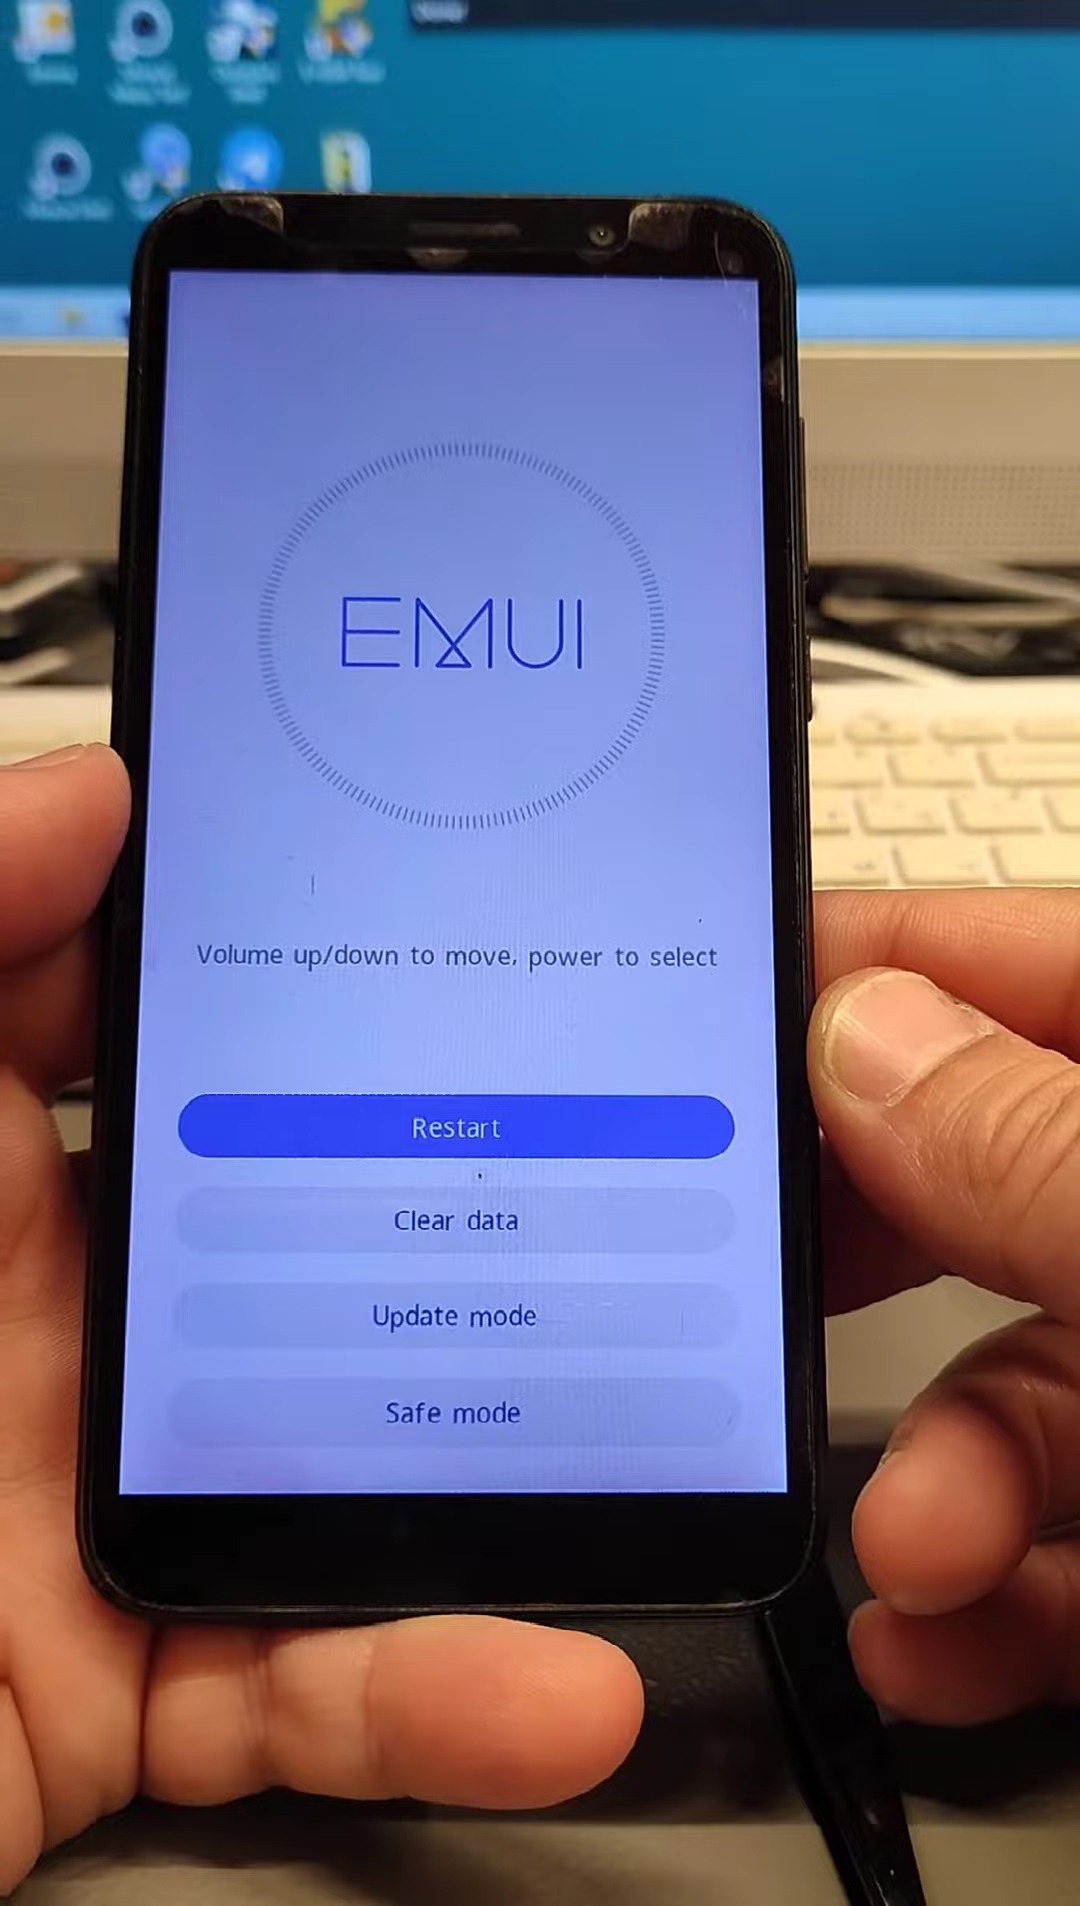 EMUI
Volume up/down to move, power to select
Restart
Clear data
Update mode
Safe mode